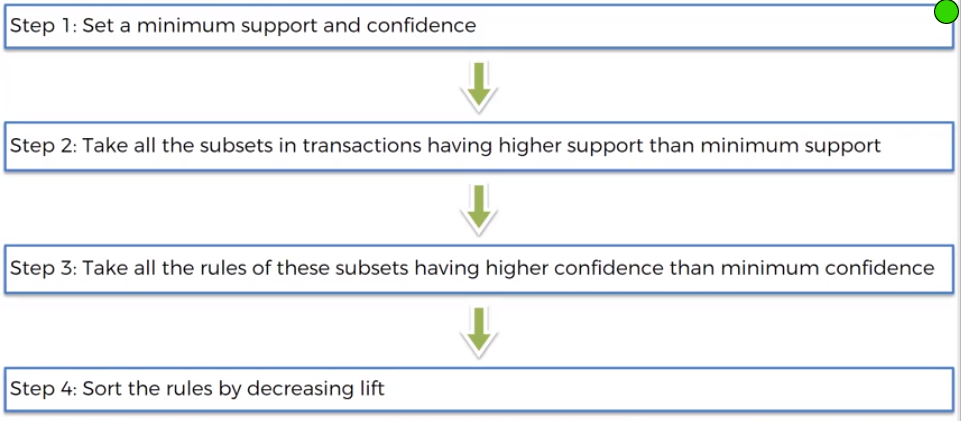 Step 1: Set a minimum support and confidence
Step 2: Take all the subsets in transactions having higher support than minimum support
Step 3: Take all the rules of these subsets having higher confidence than minimum confidence
Step 4: Sort the rules by decreasing lift